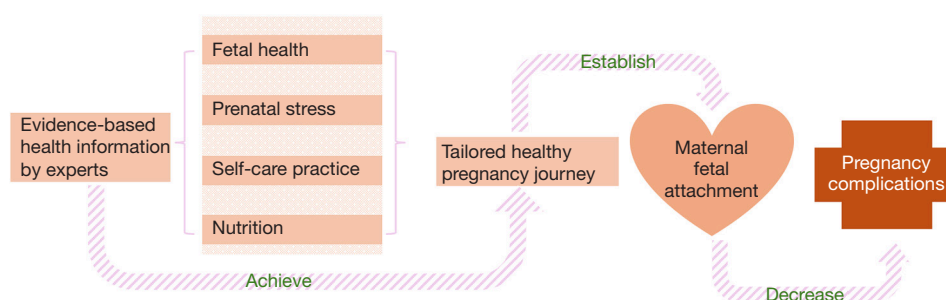 Evidence-based
health information
by experts
Fetal health
Prenatal stress
Self-care practice
Nutrition
Achieve
Tailored healthy
pregnancy journey
Establish
Maternal
fetal
attachment
Decrease
Pregnancy
complications